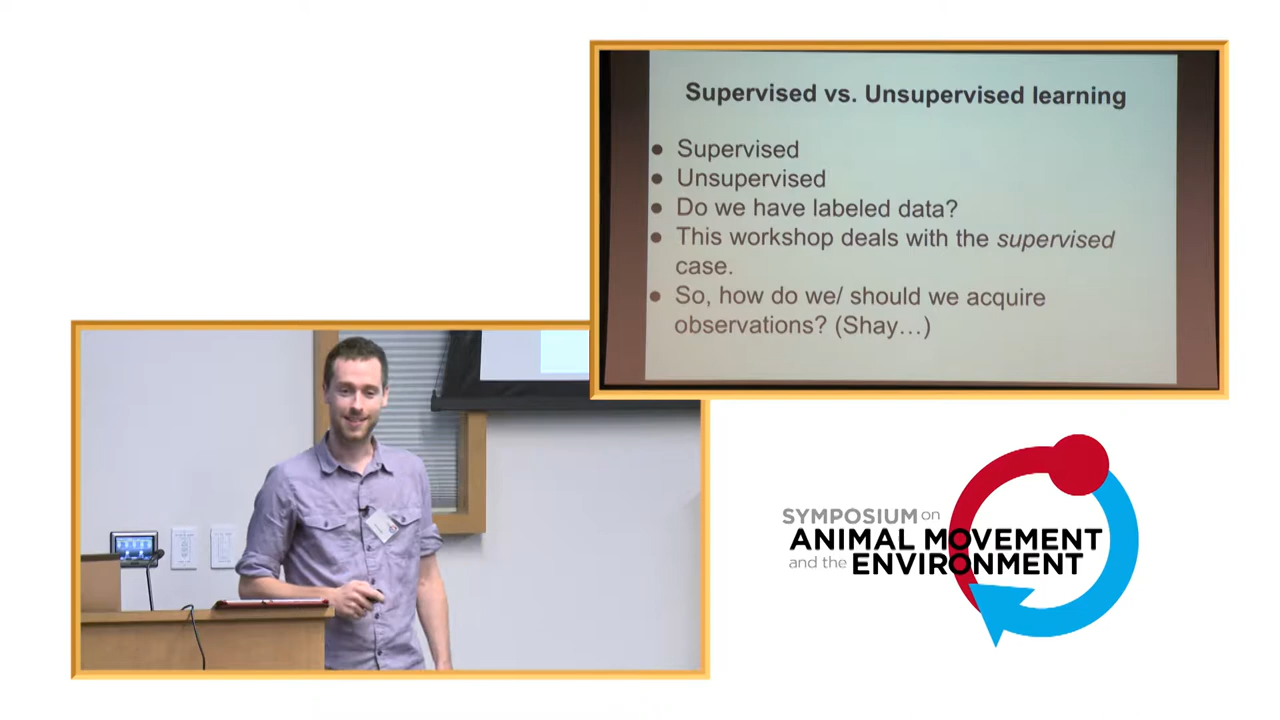 Supervised vs. Unsupervised learning
● Supervised
● Unsupervised
● Do we have labeled data?
● This workshop deals with the supervised
case.
● So, how do we/ should we acquire
observations? (Shay...)
SYMPOSIUM on
ANIMAL MOVEMENT
and the ENVIRONMENT